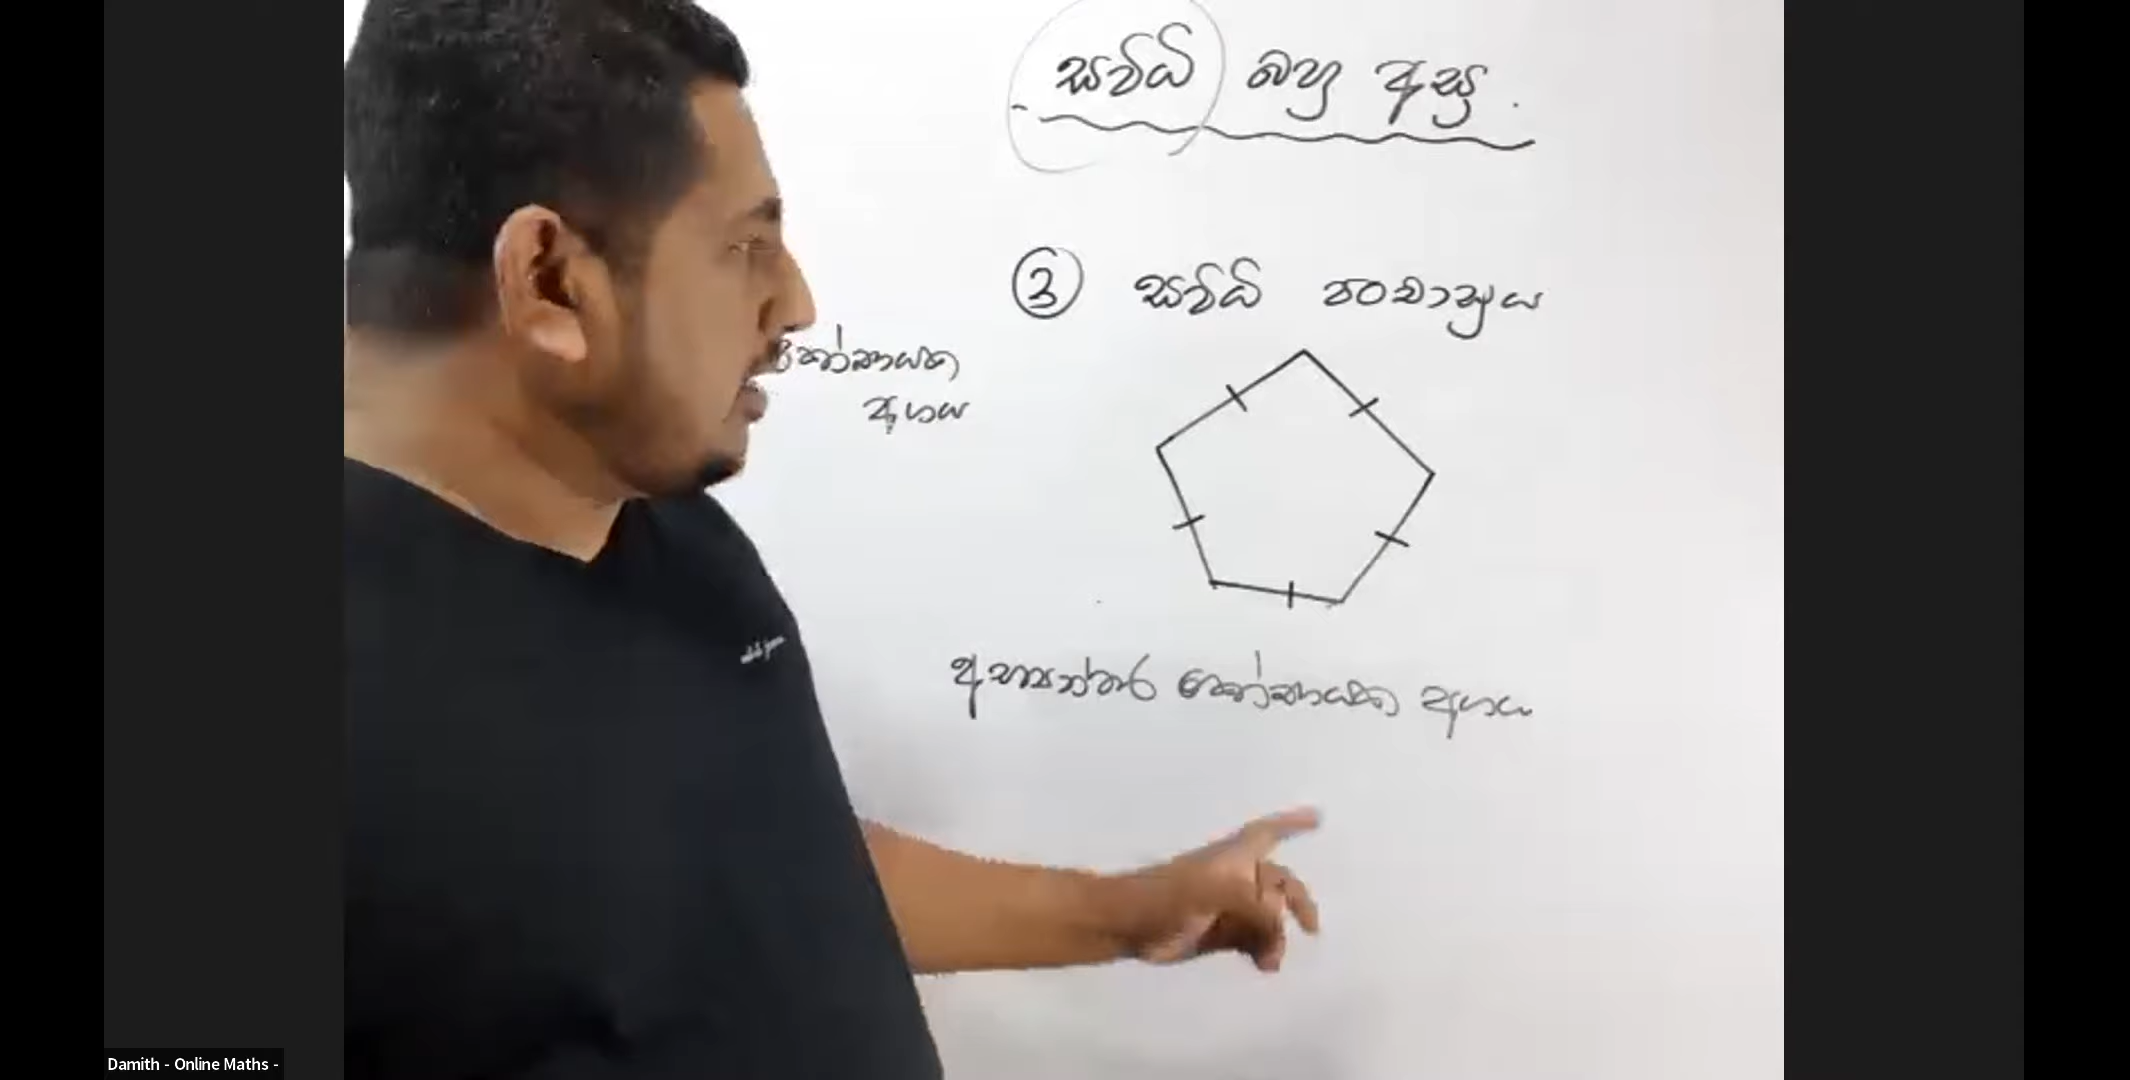 සවිධි බහු අස්‍ර.
③ සවිධි පංචාස්‍රය
කෝණයක
අගය
අභ්‍යන්තර කෝණයක අගය
Damith - Online Maths -